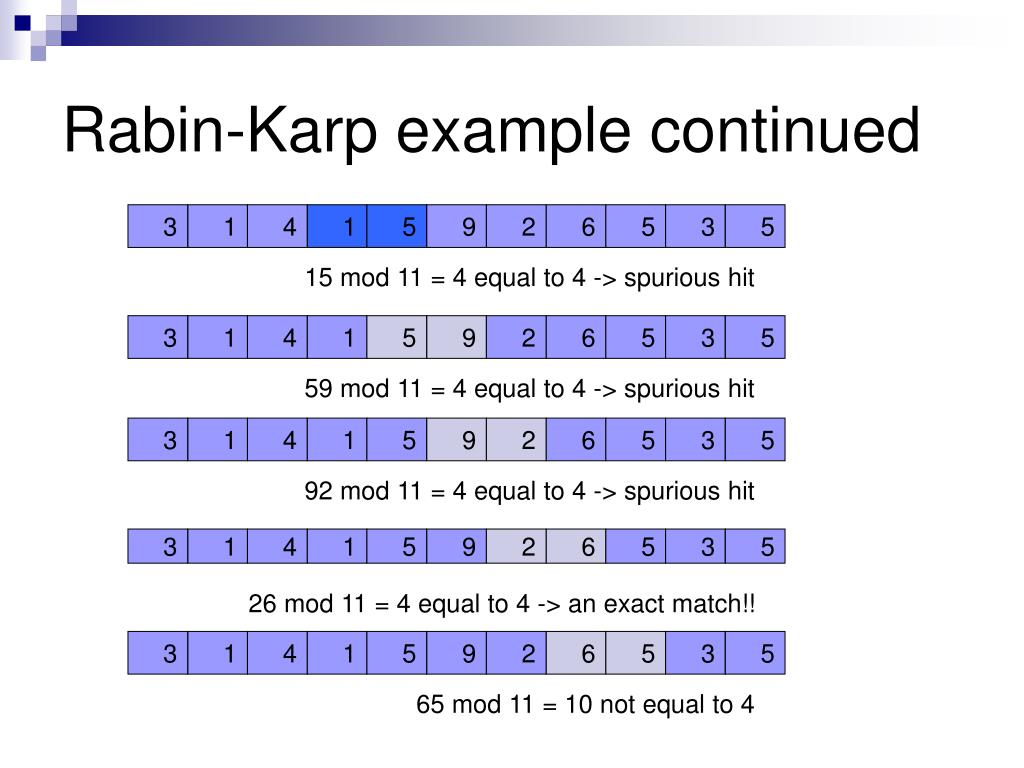 Rabin-Karp example continued
3 1 4 1 5 9 2 6 5 3 5
15 mod 11 = 4 equal to 4 -> spurious hit
3 1 4 1 5 9 2 6 5 3 5
59 mod 11 = 4 equal to 4 -> spurious hit
3 1 4 1 5 9 2 6 5 3 5
92 mod 11 = 4 equal to 4 -> spurious hit
3 1 4 1 5 9 2 6 5 3 5
26 mod 11 = 4 equal to 4 -> an exact match!!
3 1 4 1 5 9 2 6 5 3 5
65 mod 11 = 10 not equal to 4